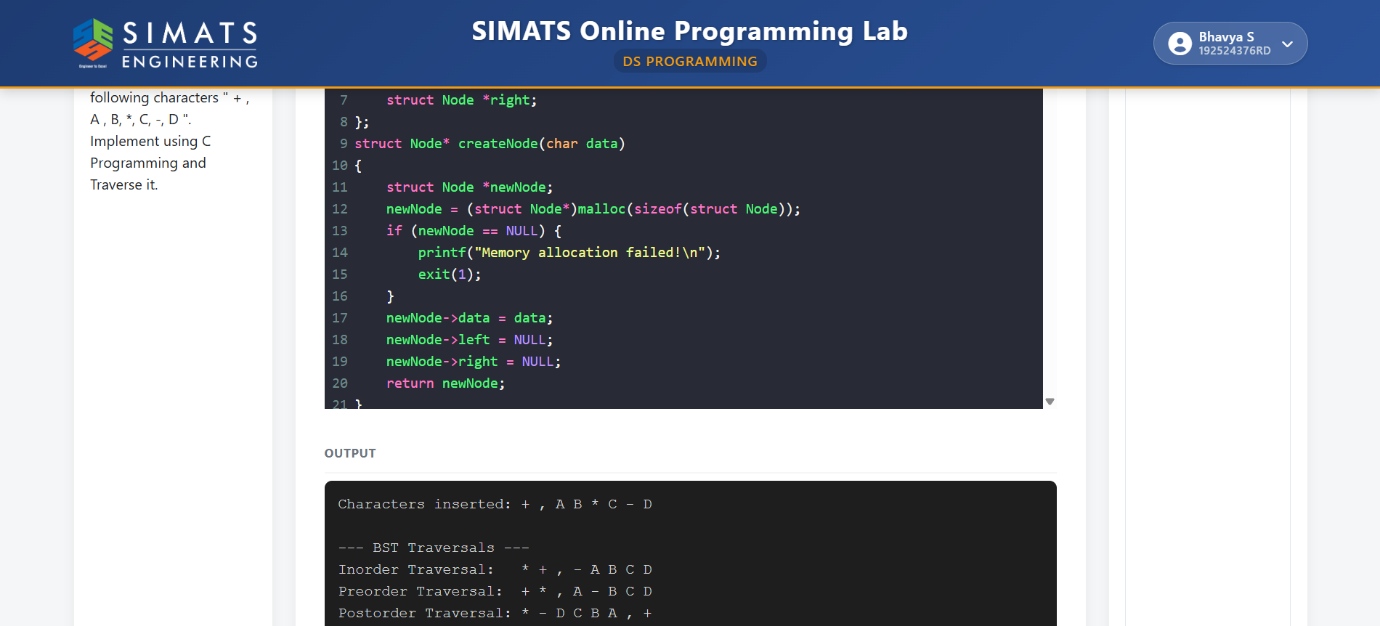 SIMATS
ENGINEERING
Engineer to Excel
SIMATS Online Programming Lab
DS PROGRAMMING
Bhavya S
192524376RD
following characters " + ,
A , B, *, C, -, D ".
Implement using C
Programming and
Traverse it.
7     struct Node *right;
8 };
9 struct Node* createNode(char data)
10 {
11     struct Node *newNode;
12     newNode = (struct Node*)malloc(sizeof(struct Node));
13     if (newNode == NULL) {
14         printf("Memory allocation failed!\n");
15         exit(1);
16     }
17     newNode->data = data;
18     newNode->left = NULL;
19     newNode->right = NULL;
20     return newNode;
21 }
OUTPUT
Characters inserted: + , A B * C - D
--- BST Traversals ---
Inorder Traversal:   * + , - A B C D
Preorder Traversal:  + * , A - B C D
Postorder Traversal: * - D C B A , +